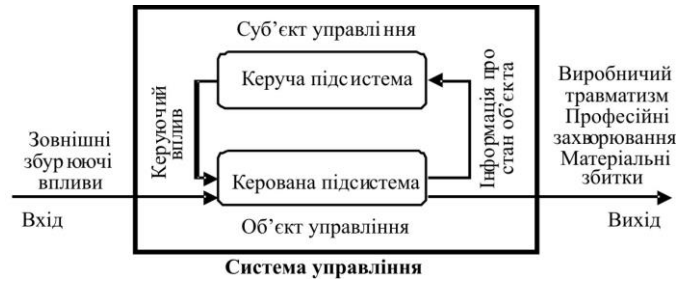 Суб’єкт управління
Керуча підсистема
Керуючий
вплив
Інформація про
стан об’єкта
Зовнішні
збурюючі
впливи
Вхід
Керована підсистема
Об’єкт управління
Виробничий
травматизм
Професійні
захворювання
Матеріальні
збитки
Вихід
Система управління